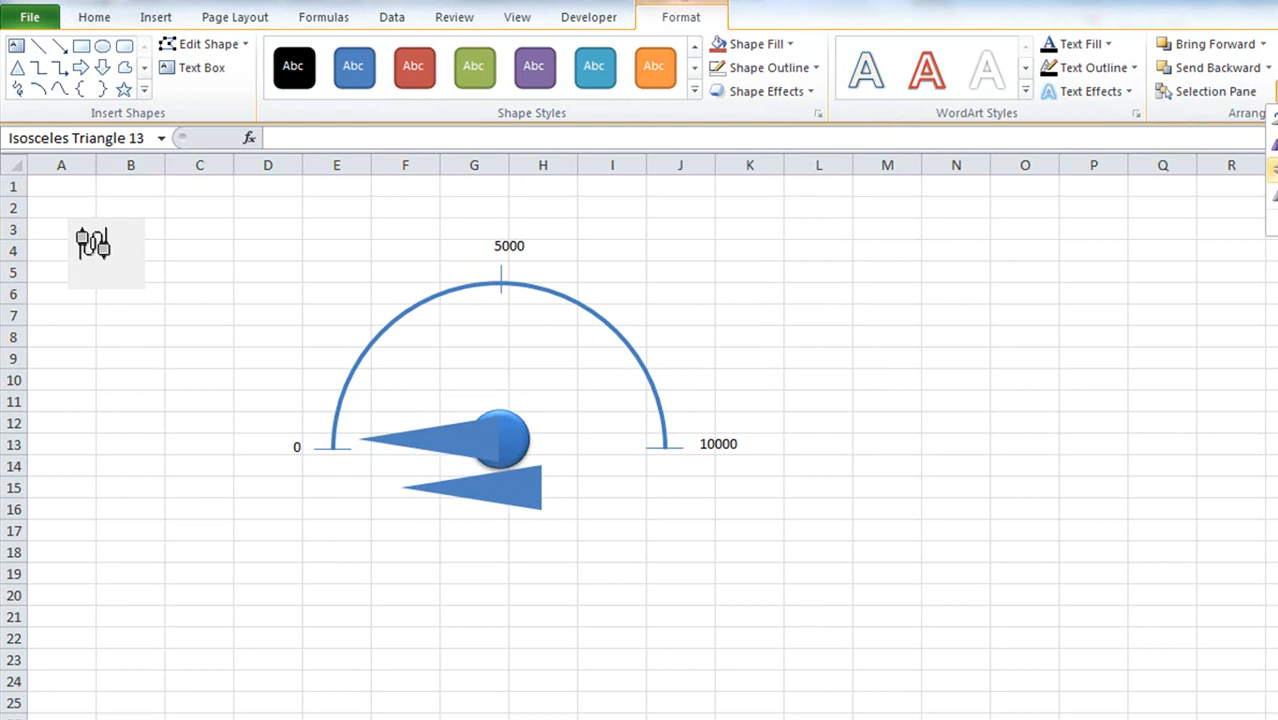 File Home Insert Page Layout Formulas Data Review View Developer Format
Edit Shape
Text Box
Insert Shapes
Abc Abc Abc Abc Abc Abc Abc
Shape Fill
Shape Outline
Shape Effects
Shape Styles
A A A
Text Fill
Text Outline
Text Effects
WordArt Styles
Bring Forward
Send Backward
Selection Pane
Arrang
Isosceles Triangle 13 fx
A B C D E F G H I J K L M N O P Q R
1
2
3
4
5
6
7
8
9
10
11
12
13
14
15
16
17
18
19
20
21
22
23
24
25
5000
0
10000